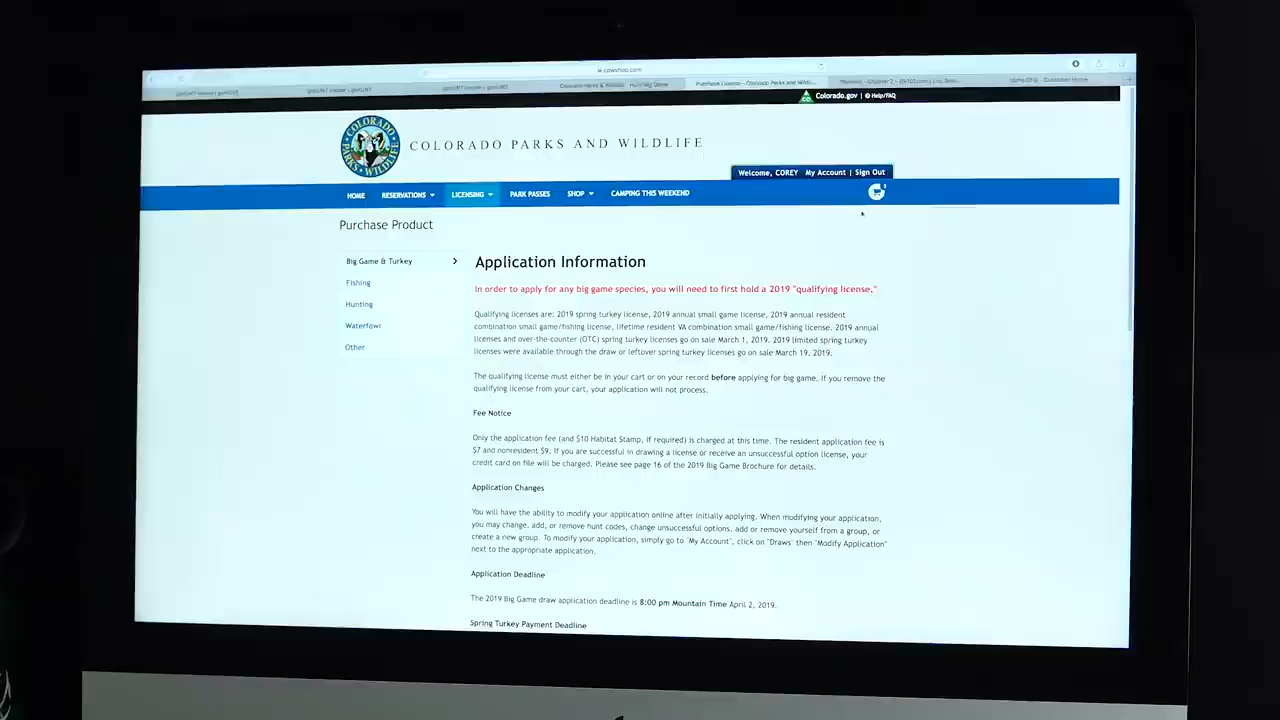 cpwshop.com
Colorado.gov | Help/FAQ
COLORADO PARKS WILDLIFE
COLORADO PARKS AND WILDLIFE
Welcome, COREY My Account | Sign Out
HOME RESERVATIONS LICENSING PARK PASSES SHOP CAMPING THIS WEEKEND
Purchase Product
Big Game & Turkey
Fishing
Hunting
Waterfowl
Other
Application Information
In order to apply for any big game species, you will need to first hold a 2019 "qualifying license,"
Qualifying licenses are: 2019 spring turkey license, 2019 annual small game license, 2019 annual resident
combination small game/fishing license, lifetime resident VA combination small game/fishing license. 2019 annual
licenses and over-the-counter (OTC) spring turkey licenses go on sale March 1, 2019. 2019 limited spring turkey
licenses were available through the draw or leftover spring turkey licenses go on sale March 19, 2019.
The qualifying license must either be in your cart or on your record before applying for big game. If you remove the
qualifying license from your cart, your application will not process.
Fee Notice
Only the application fee (and $10 Habitat Stamp, if required) is charged at this time. The resident application fee is
$7 and nonresident $9. If you are successful in drawing a license or receive an unsuccessful option license, your
credit card on file will be charged. Please see page 16 of the 2019 Big Game Brochure for details.
Application Changes
You will have the ability to modify your application online after initially applying. When modifying your application,
you may change, add, or remove hunt codes, change unsuccessful options, add or remove yourself from a group, or
create a new group. To modify your application, simply go to "My Account", click on "Draws" then "Modify Application"
next to the appropriate application.
Application Deadline
The 2019 Big Game draw application deadline is 8:00 pm Mountain Time April 2, 2019.
Spring Turkey Payment Deadline